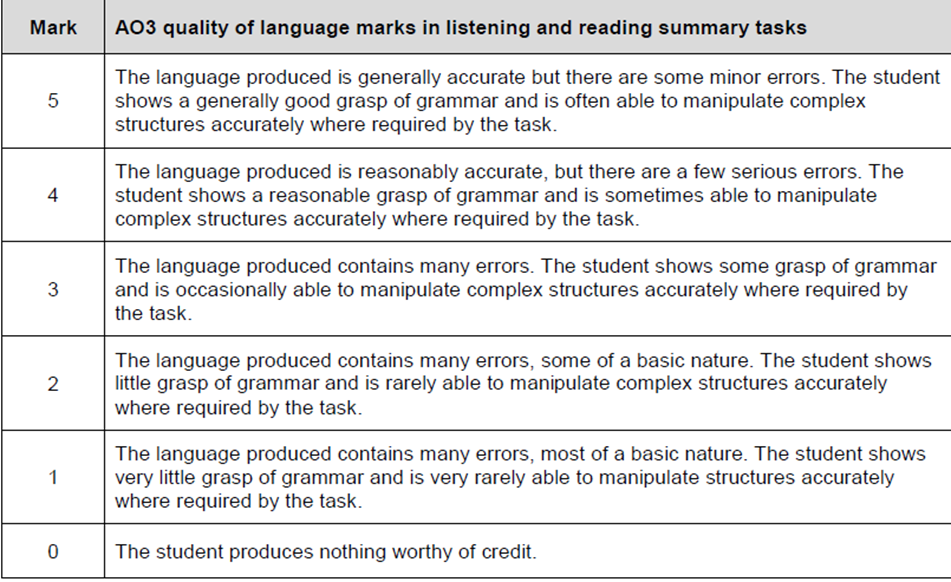 Mark AO3 quality of language marks in listening and reading summary tasks
5
The language produced is generally accurate but there are some minor errors. The student
shows a generally good grasp of grammar and is often able to manipulate complex
structures accurately where required by the task.
4
The language produced is reasonably accurate, but there are a few serious errors. The
student shows a reasonable grasp of grammar and is sometimes able to manipulate
complex structures accurately where required by the task.
3
The language produced contains many errors. The student shows some grasp of grammar
and is occasionally able to manipulate complex structures accurately where required by
the task.
2
The language produced contains many errors, some of a basic nature. The student shows
little grasp of grammar and is rarely able to manipulate complex structures accurately
where required by the task.
1
The language produced contains many errors, most of a basic nature. The student shows
very little grasp of grammar and is very rarely able to manipulate structures accurately
where required by the task.
0 The student produces nothing worthy of credit.